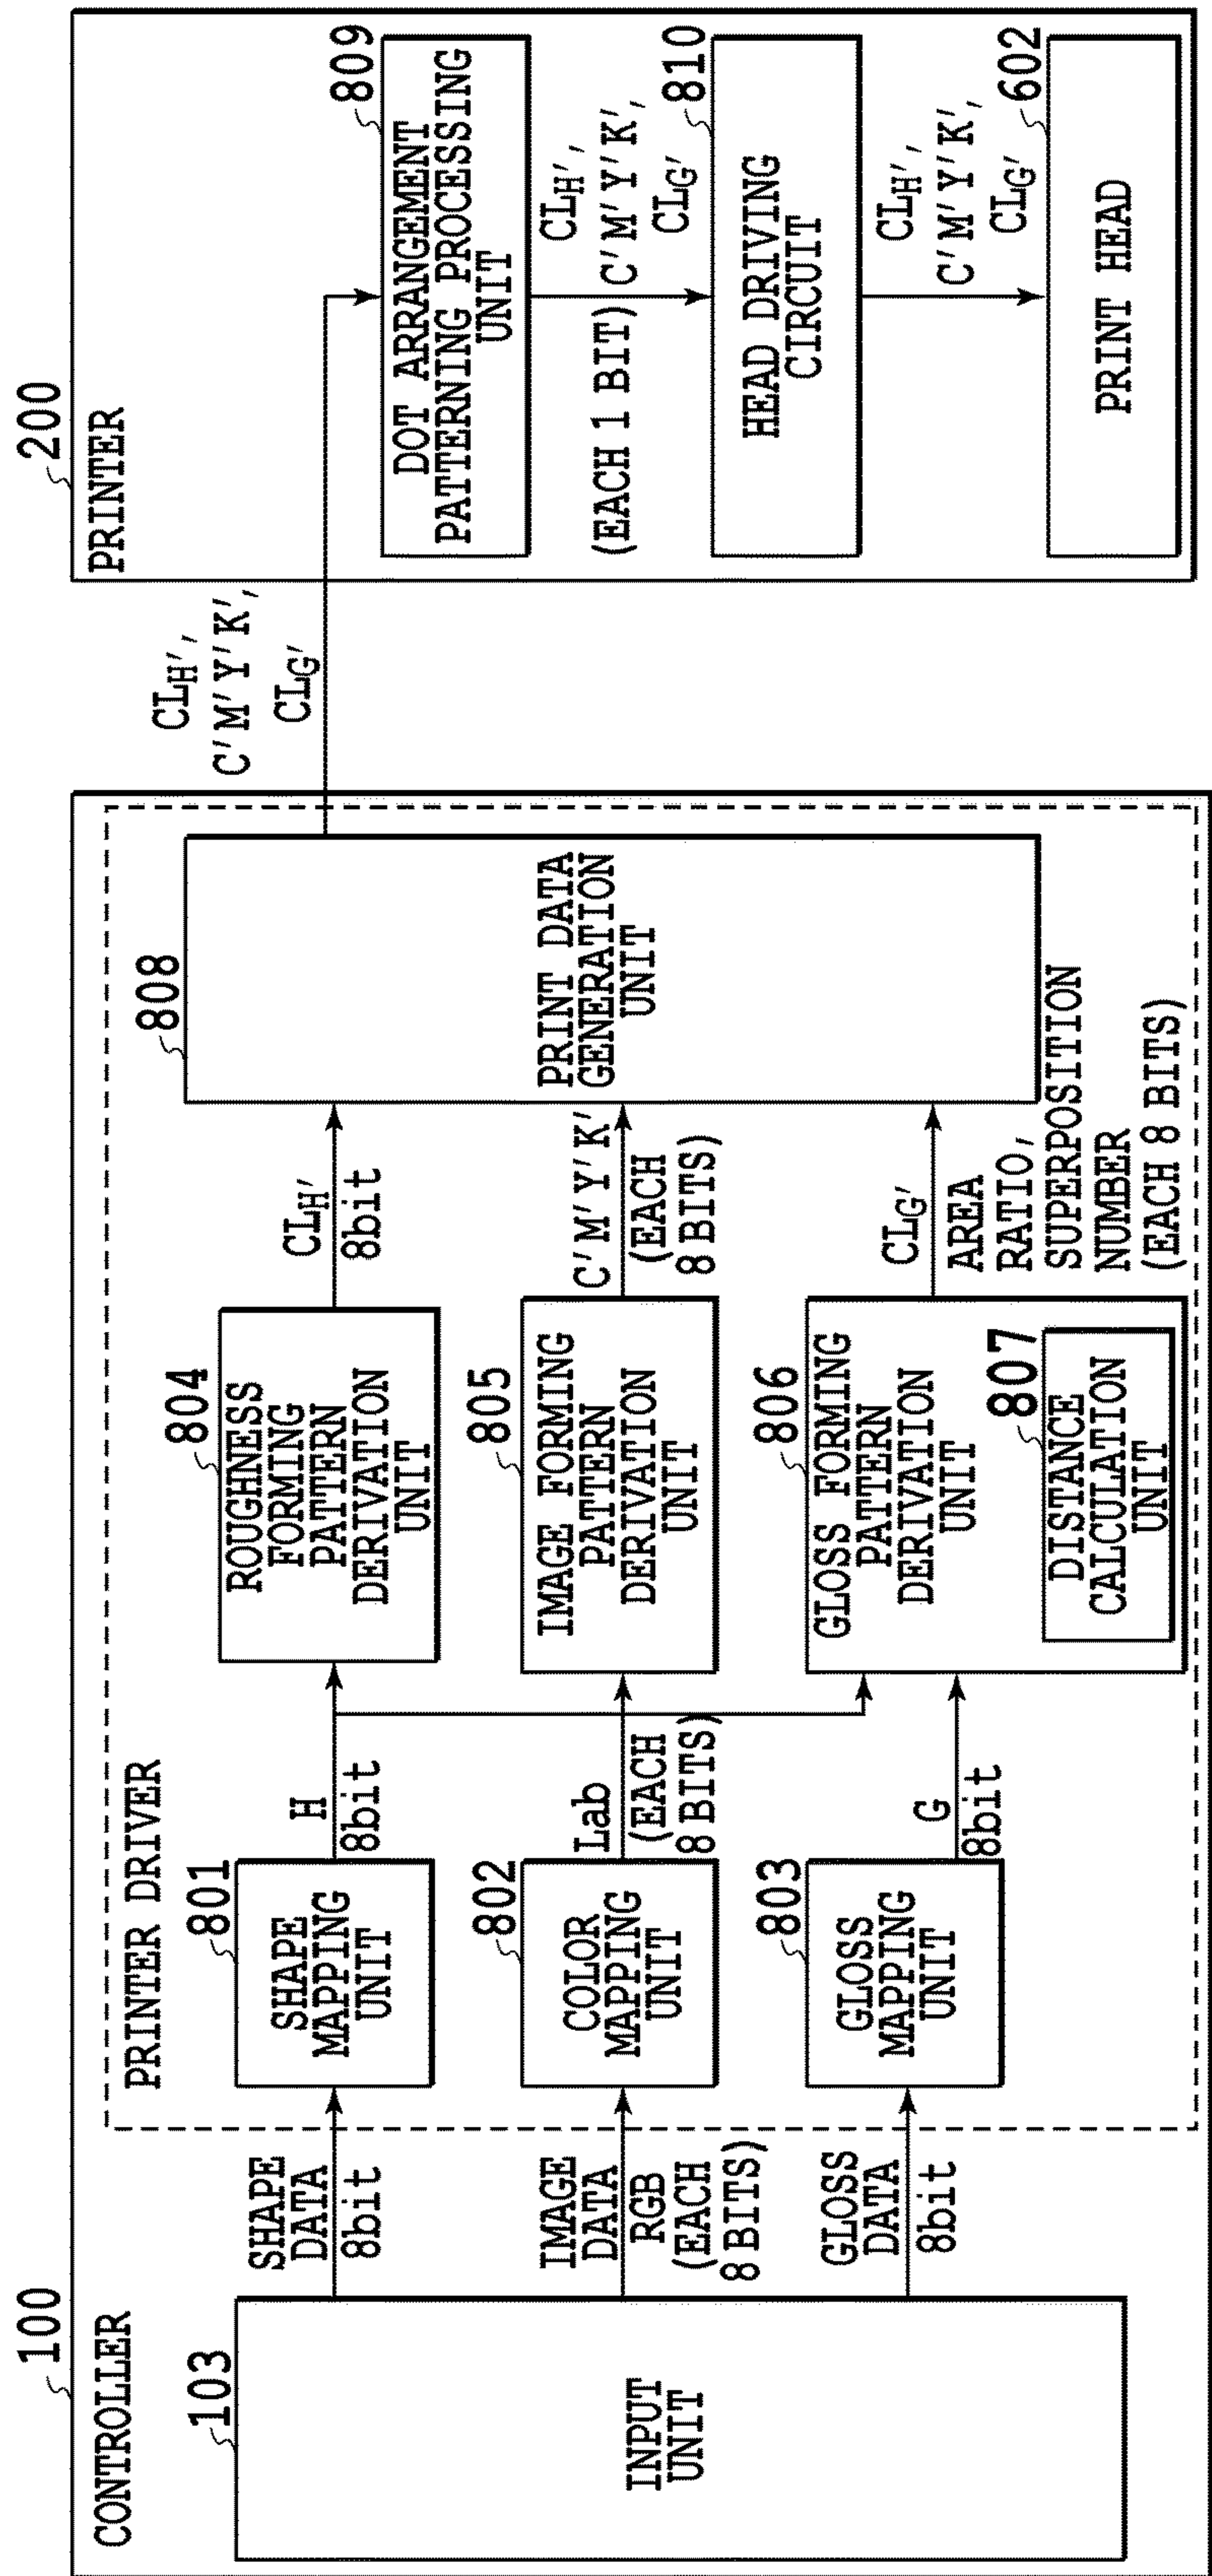 100
CONTROLLER
103
INPUT
UNIT
SHAPE
DATA
8bit
IMAGE
DATA
RGB
(EACH
8 BITS)
GLOSS
DATA
8bit
PRINTER DRIVER
801
SHAPE
MAPPING
UNIT
802
COLOR
MAPPING
UNIT
803
GLOSS
MAPPING
UNIT
H
8bit
Lab
(EACH
8 BITS)
G
8bit
804
ROUGHNESS
FORMING
PATTERN
DERIVATION
UNIT
805
IMAGE FORMING
PATTERN
DERIVATION
UNIT
806
GLOSS FORMING
PATTERN
DERIVATION
UNIT
807
DISTANCE
CALCULATION
UNIT
CLH'
8bit
C'M'Y'K'
(EACH
8 BITS)
CLG'
AREA
RATIO,
SUPERPOSITION
NUMBER
(EACH 8 BITS)
808
PRINT DATA
GENERATION
UNIT
CLH',
C'M'Y'K',
CLG'
200
PRINTER
809
DOT ARRANGEMENT
PATTERNING PROCESSING
UNIT
(EACH 1 BIT)
CLH',
C'M'Y'K',
CLG'
810
HEAD DRIVING
CIRCUIT
CLH',
C'M'Y'K',
CLG'
602
PRINT HEAD